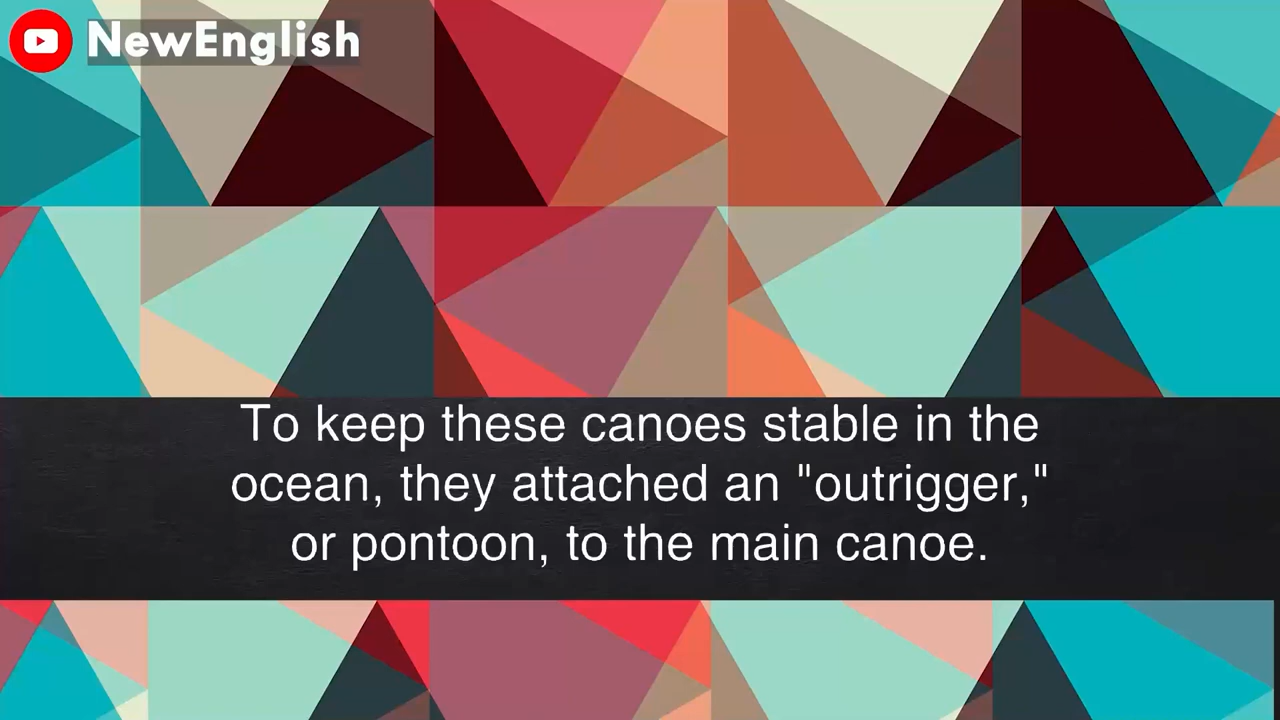 NewEnglish
To keep these canoes stable in the
ocean, they attached an "outrigger,"
or pontoon, to the main canoe.